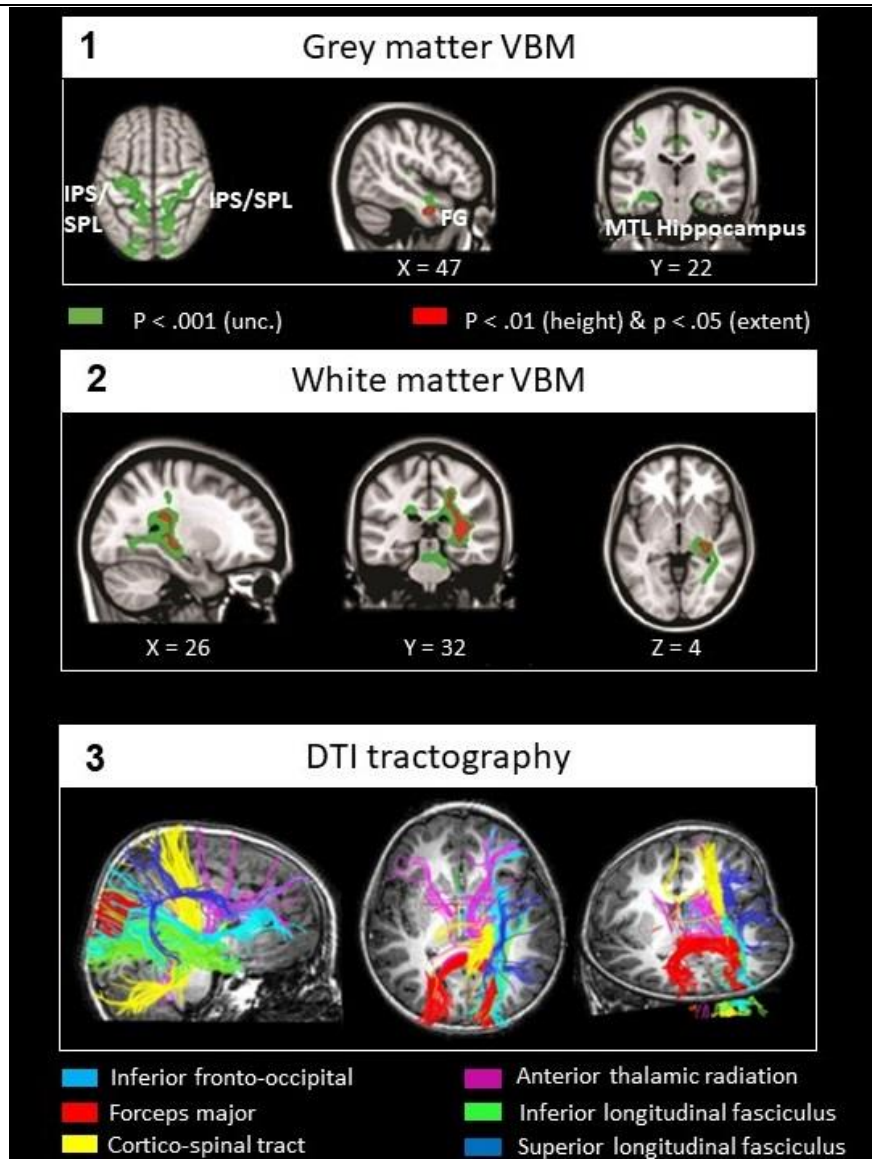 1 Grey matter VBM
IPS/ SPL
IPS/SPL
FG
MTL Hippocampus
X = 47
Y = 22
P < .001 (unc.)
P < .01 (height) & p < .05 (extent)
2 White matter VBM
X = 26
Y = 32
Z = 4
3 DTI tractography
Inferior fronto-occipital
Anterior thalamic radiation
Forceps major
Inferior longitudinal fasciculus
Cortico-spinal tract
Superior longitudinal fasciculus